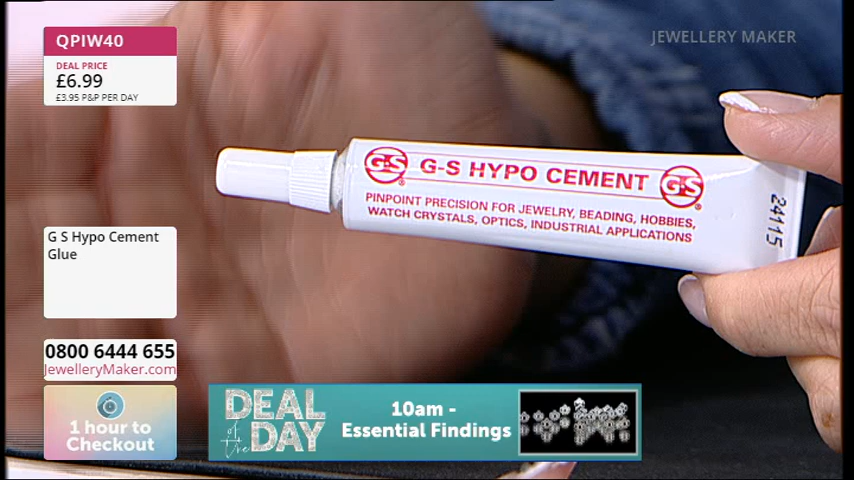 QPIW40
DEAL PRICE
£6.99
£3.95 P&P PER DAY
JEWELLERY MAKER
GS G-S HYPO CEMENT GS
PINPOINT PRECISION FOR JEWELRY, BEADING, HOBBIES,
WATCH CRYSTALS, OPTICS, INDUSTRIAL APPLICATIONS
24115
G S Hypo Cement
Glue
0800 6444 655
JewelleryMaker.com
1 hour to
Checkout
DEAL
of the
DAY
10am -
Essential Findings